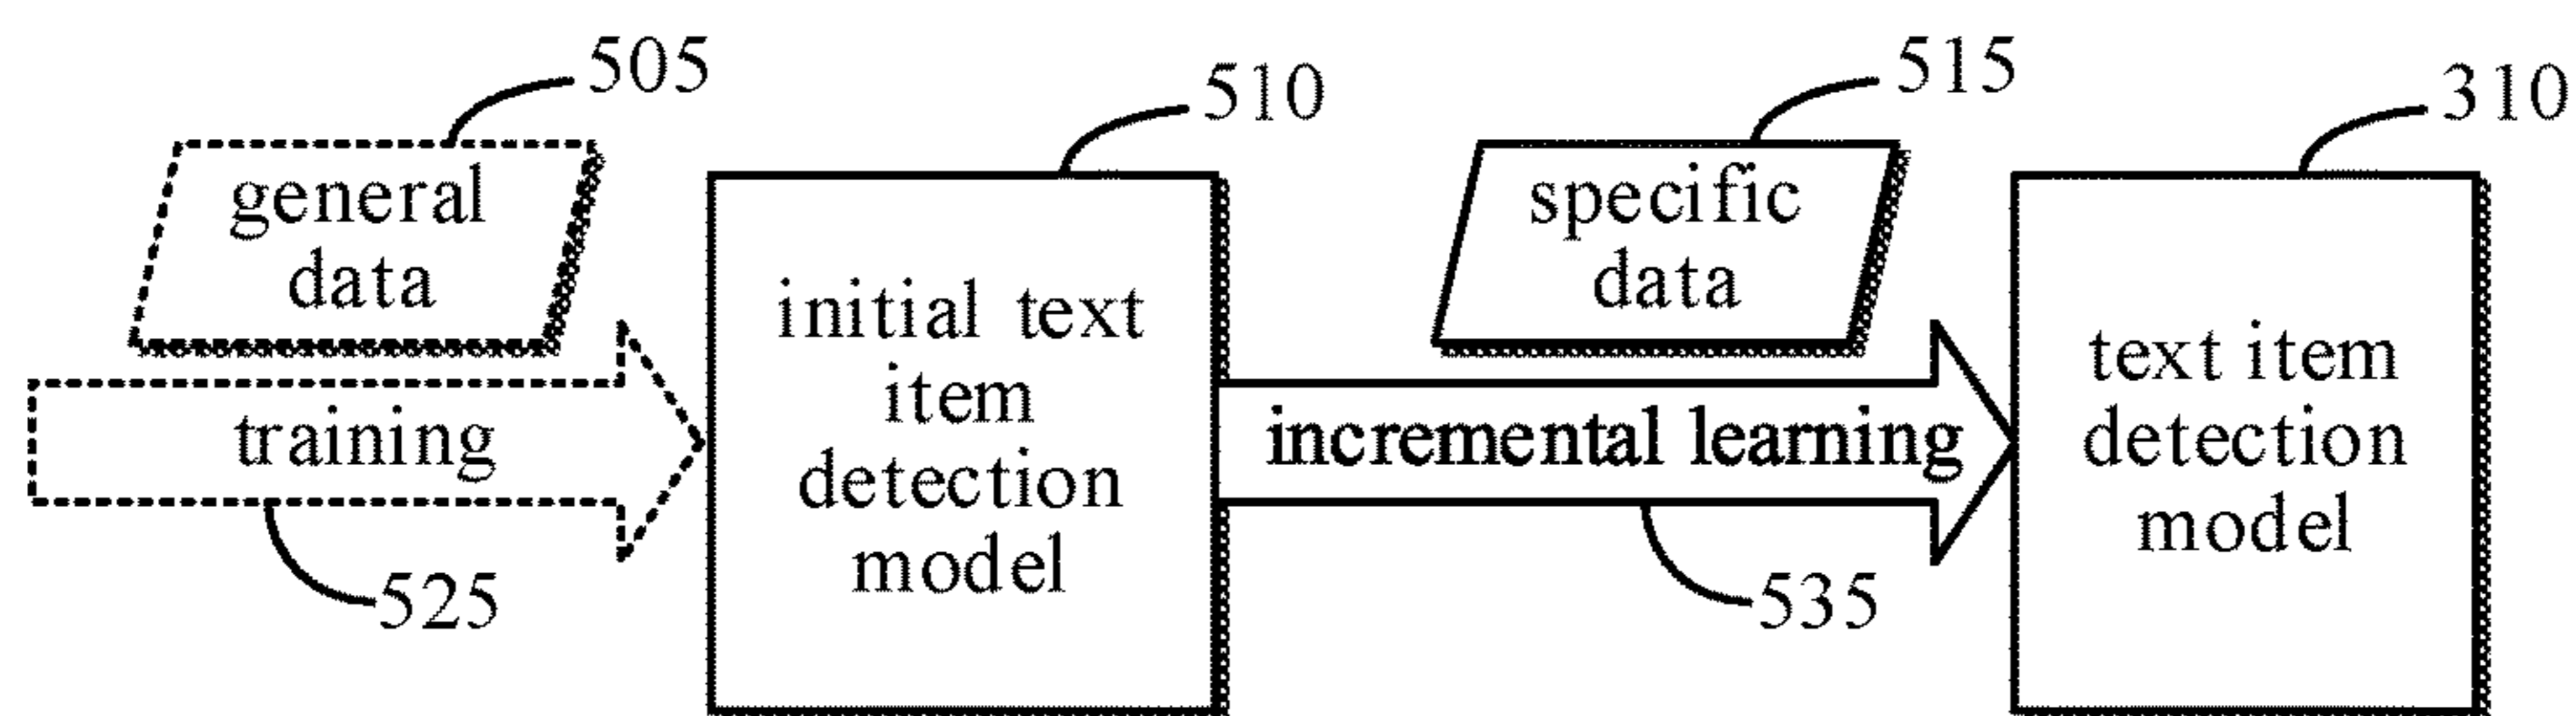 505
general
data
training
525
510
initial text
item
detection
model
515
specific
data
incremental learning
535
310
text item
detection
model